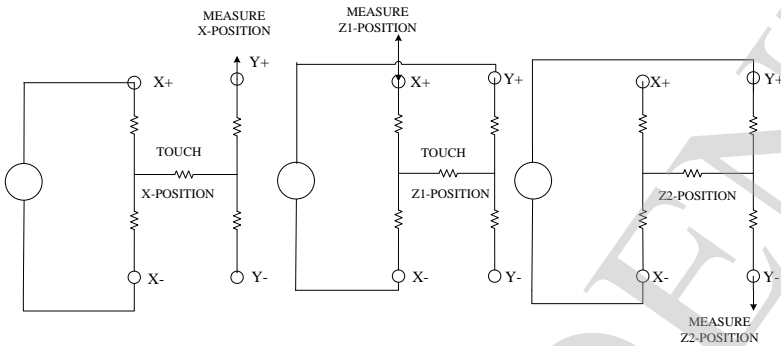 MEASURE
X-POSITION
X+
Y+
TOUCH
X-POSITION
X-
Y-
MEASURE
Z1-POSITION
X+
Y+
TOUCH
Z1-POSITION
X-
Y-
X+
Y+
Z2-POSITION
X-
Y-
MEASURE
Z2-POSITION